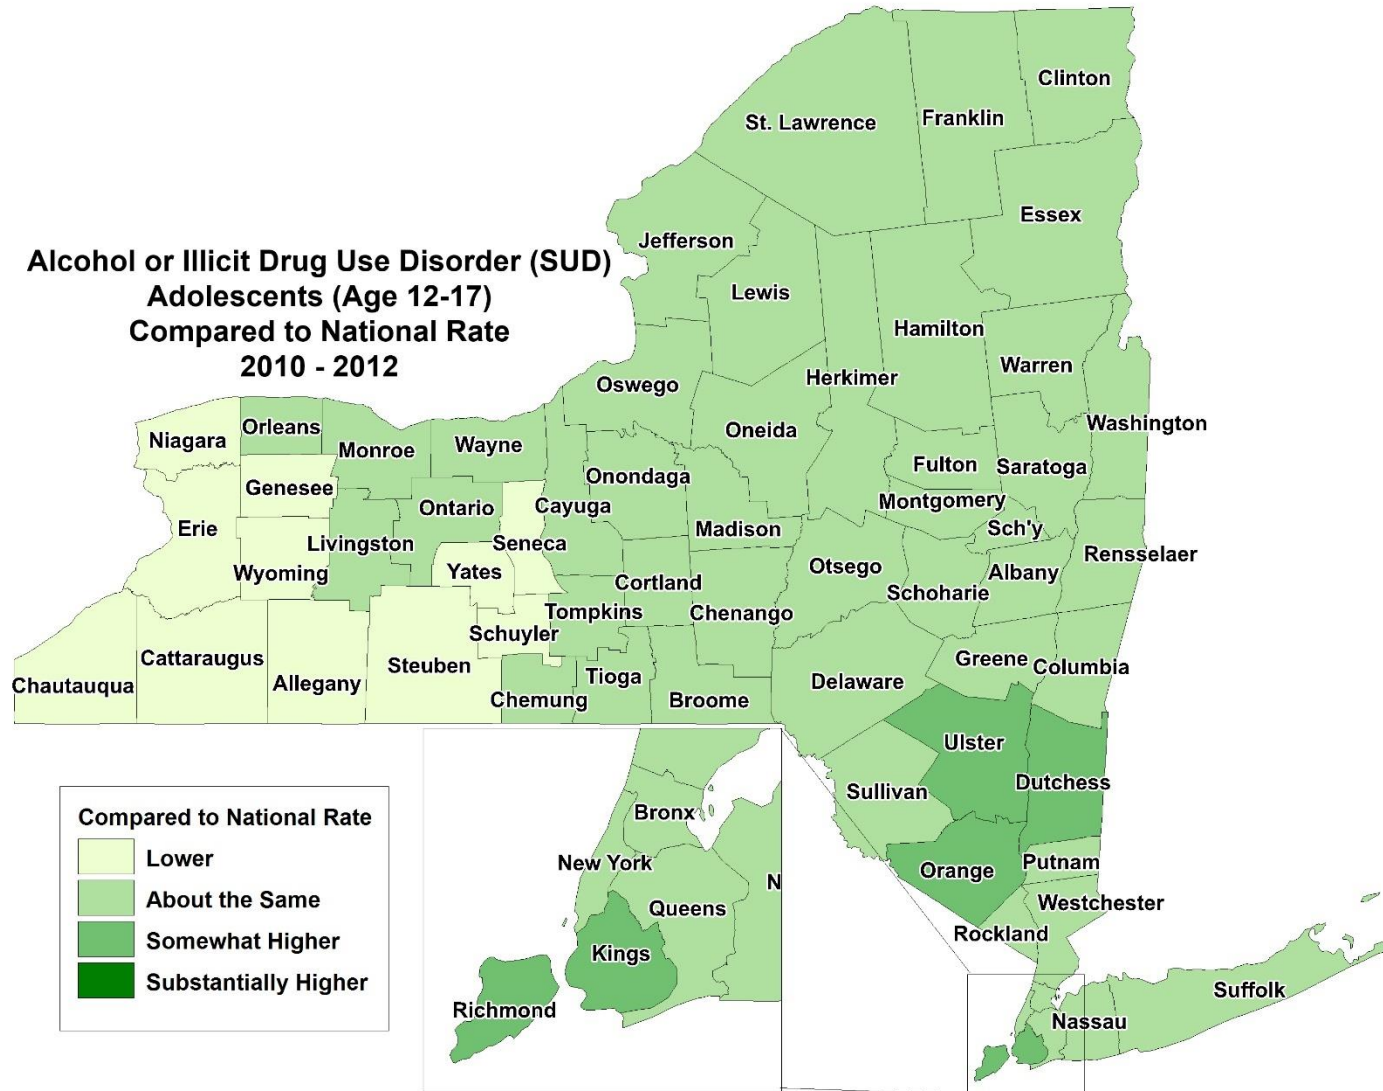 Alcohol or Illicit Drug Use Disorder (SUD)
Adolescents (Age 12-17)
Compared to National Rate
2010 - 2012
Clinton
St. Lawrence
Franklin
Essex
Jefferson
Lewis
Hamilton
Warren
Herkimer
Oswego
Washington
Oneida
Niagara
Orleans
Monroe
Wayne
Fulton
Saratoga
Onondaga
Genesee
Montgomery
Ontario
Cayuga
Erie
Madison
Sch'y
Livingston
Seneca
Rensselaer
Wyoming
Yates
Otsego
Albany
Cortland
Schoharie
Tompkins
Chenango
Schuyler
Cattaraugus
Steuben
Greene
Columbia
Chautauqua
Allegany
Tioga
Delaware
Chemung
Broome
Ulster
Dutchess
Sullivan
Orange
Putnam
Westchester
Rockland
Suffolk
Nassau
Bronx
New York
N
Queens
Kings
Richmond
Compared to National Rate
Lower
About the Same
Somewhat Higher
Substantially Higher